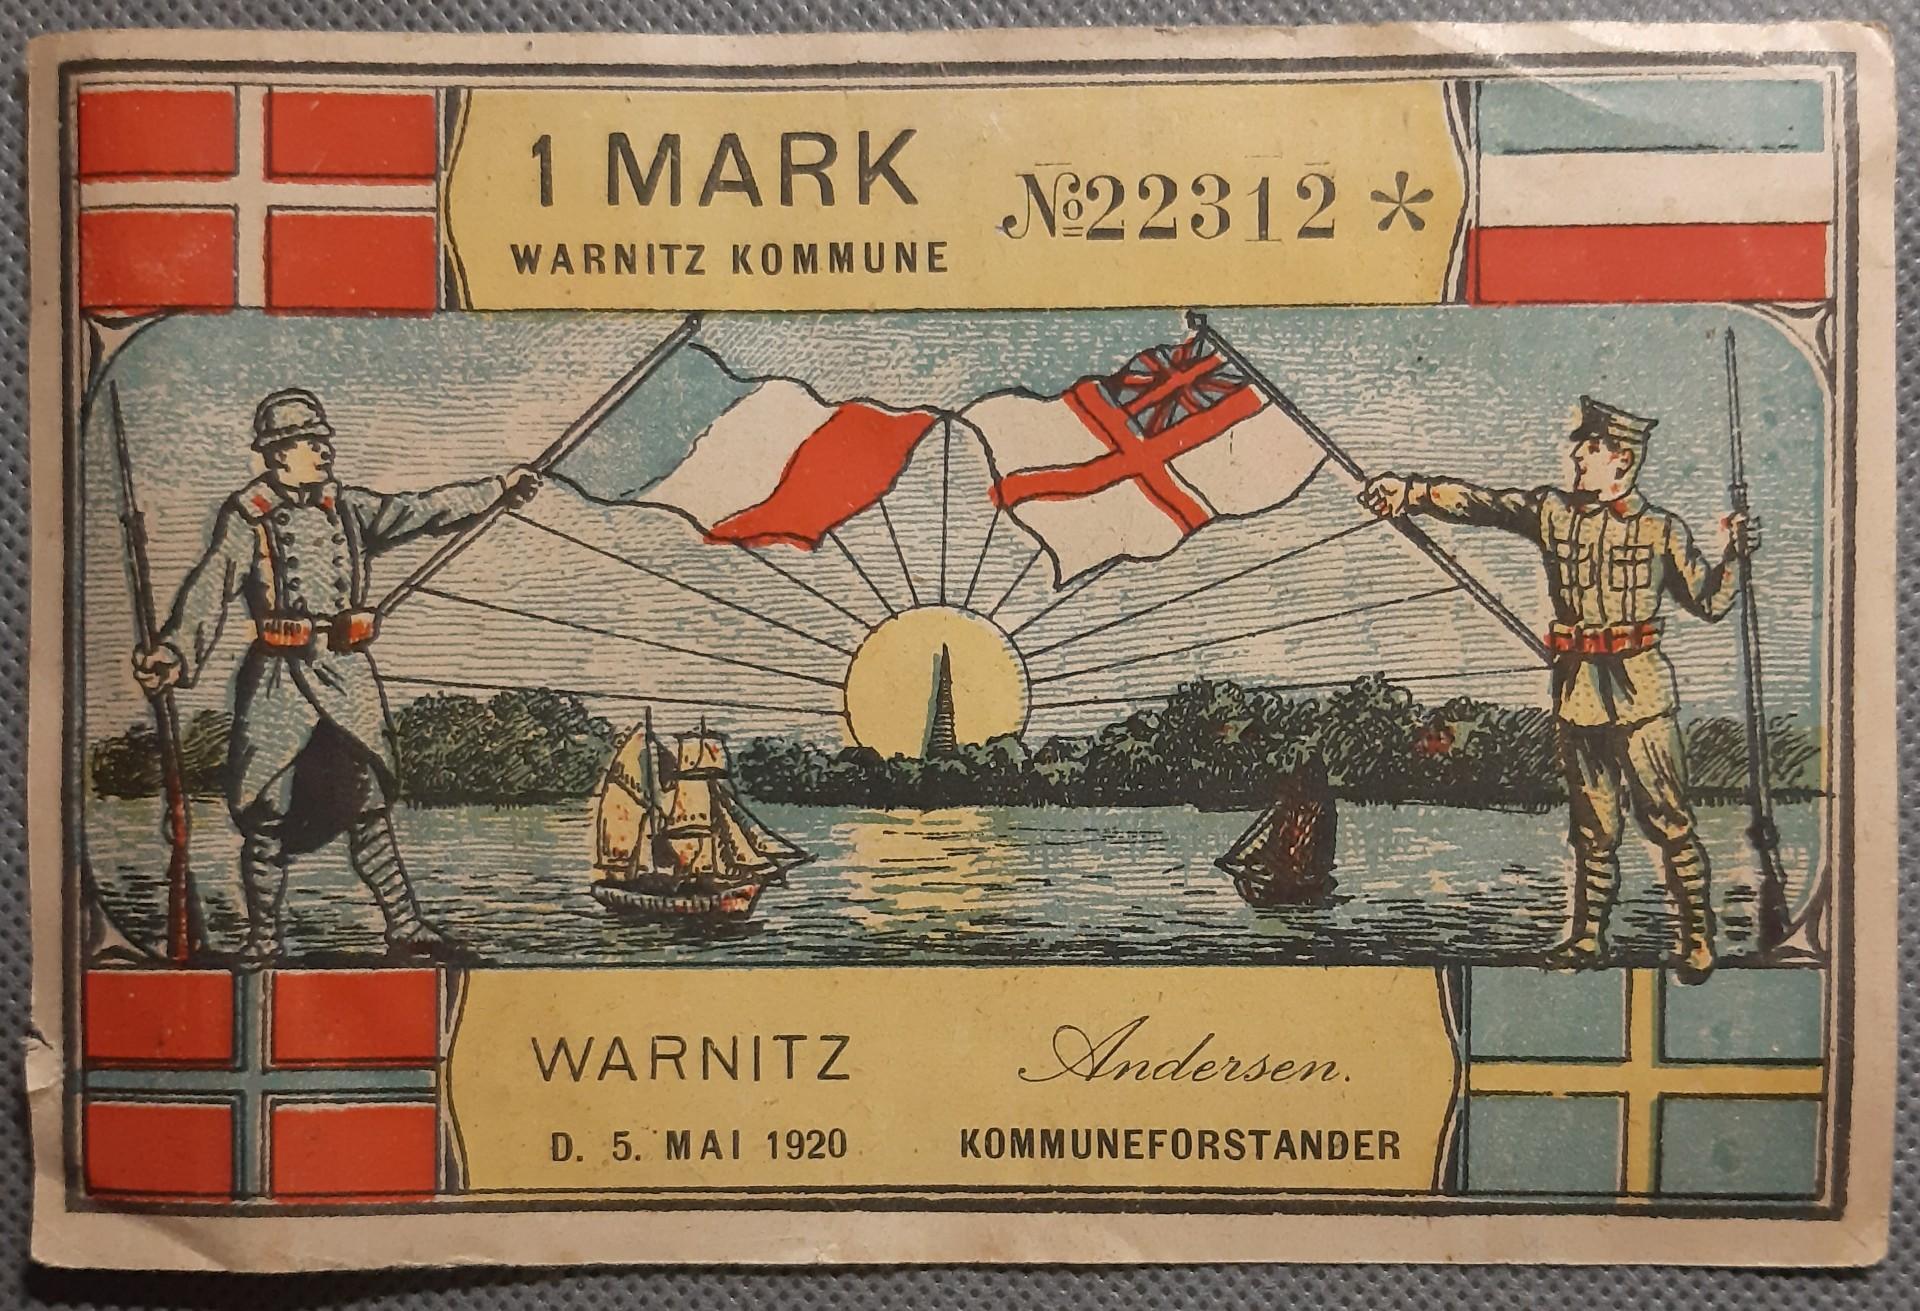 1 MARK
WARNITZ KOMMUNE
№22312 *
WARNITZ
D. 5. MAI 1920
Andersen.
KOMMUNEFORSTANDER